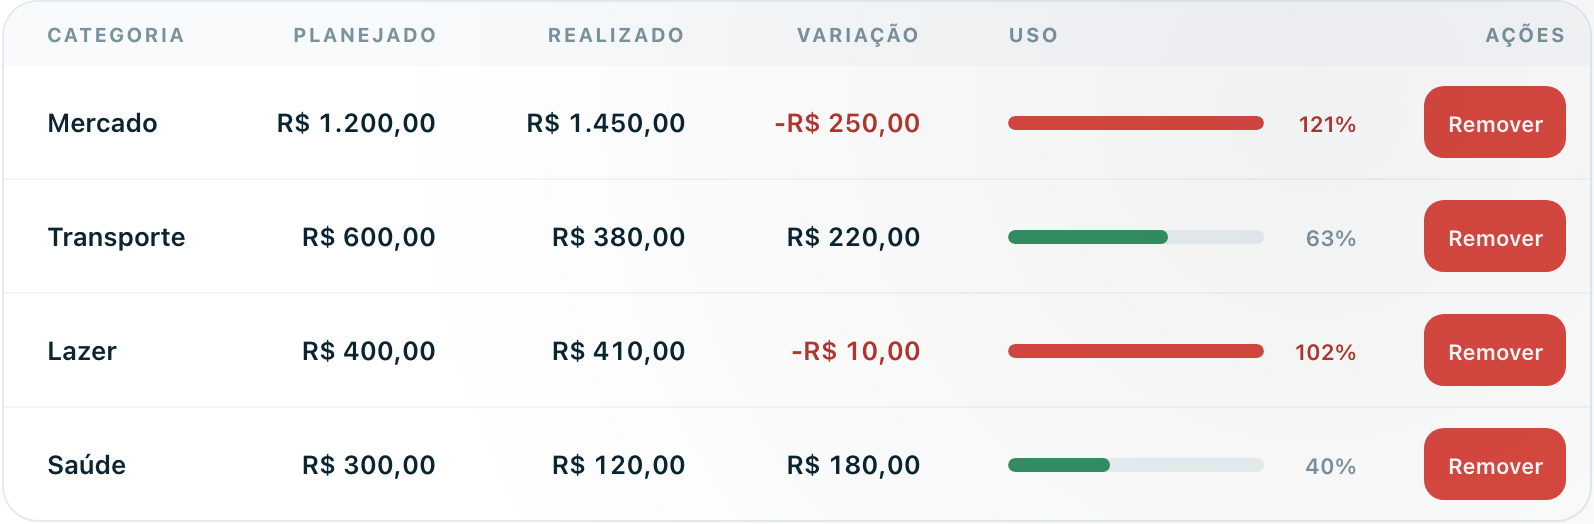 CATEGORIA PLANEJADO REALIZADO VARIAÇÃO USO AÇÕES
Mercado R$ 1.200,00 R$ 1.450,00 -R$ 250,00 121% Remover
Transporte R$ 600,00 R$ 380,00 R$ 220,00 63% Remover
Lazer R$ 400,00 R$ 410,00 -R$ 10,00 102% Remover
Saúde R$ 300,00 R$ 120,00 R$ 180,00 40% Remover